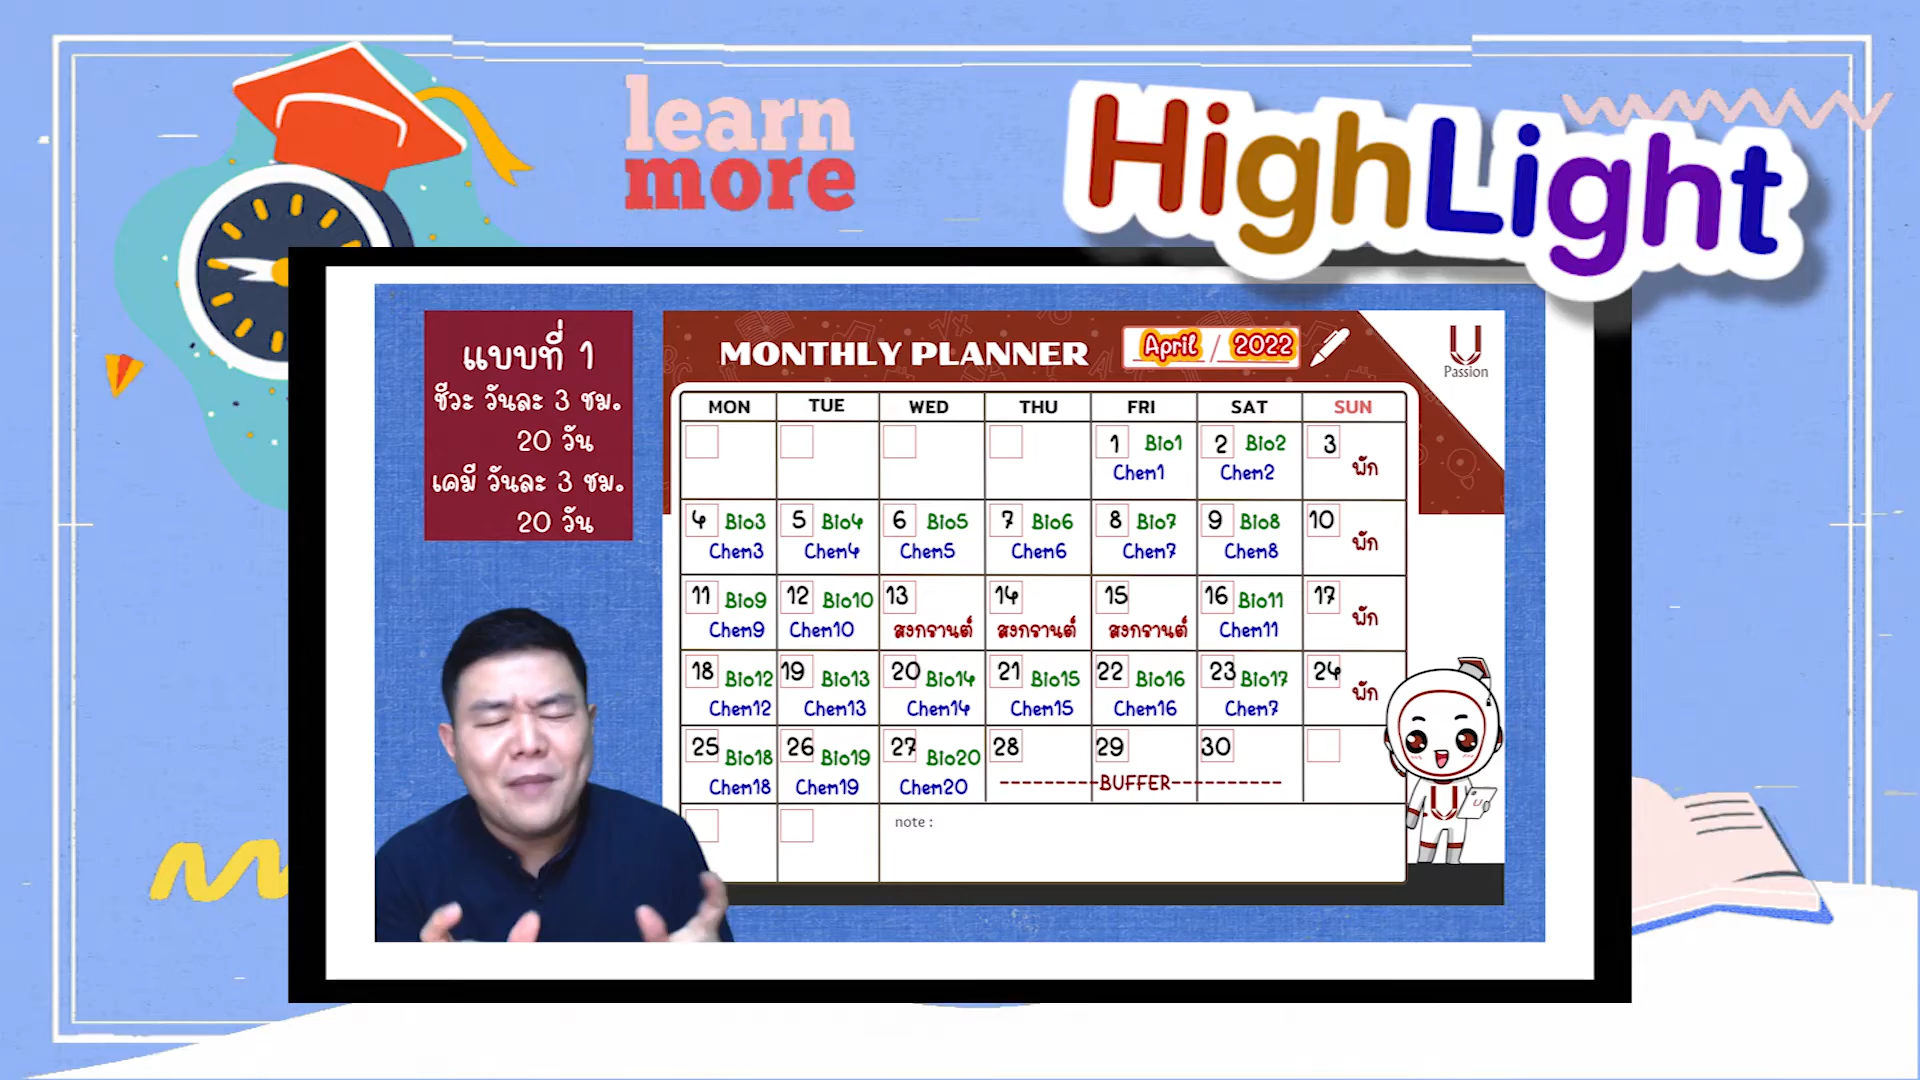 learn
more
HighLight
แบบที่ 1
ชีวะ วันละ 3 ชม.
20 วัน
เคมี วันละ 3 ชม.
20 วัน
MONTHLY PLANNER
April / 2022
U
Passion
MON TUE WED THU FRI SAT SUN
1 Bio1 2 Bio2 3
Chem1 Chem2 พัก
4 Bio3 5 Bio4 6 Bio5 7 Bio6 8 Bio7 9 Bio8 10
Chem3 Chem4 Chem5 Chem6 Chem7 Chem8 พัก
11 Bio9 12 Bio10 13 14 15 16 Bio11 17
Chem9 Chem10 สงกรานต์ สงกรานต์ สงกรานต์ Chem11 พัก
18 Bio12 19 Bio13 20 Bio14 21 Bio15 22 Bio16 23 Bio17 24
Chem12 Chem13 Chem14 Chem15 Chem16 Chem7 พัก
25 Bio18 26 Bio19 27 Bio20 28 29 30
Chem18 Chem19 Chem20 ----------BUFFER----------
note :